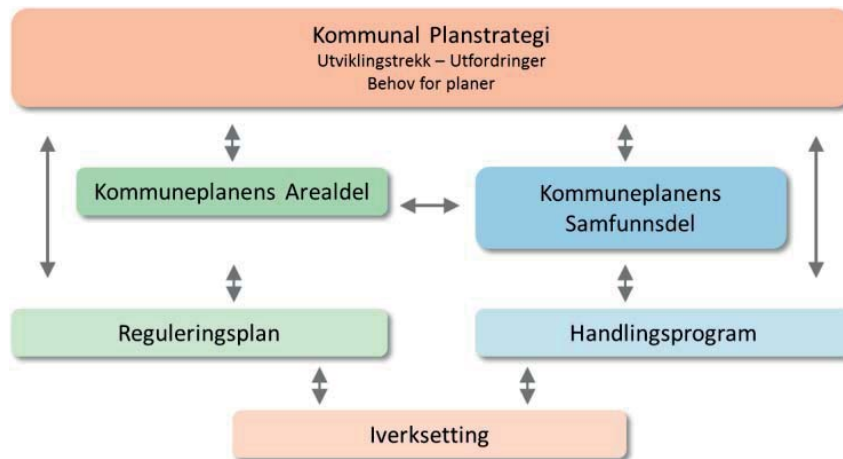 Kommunal Planstrategi
Utviklingstrekk – Utfordringer
Behov for planer
Kommuneplanens Arealdel
Kommuneplanens
Samfunnsdel
Reguleringsplan
Handlingsprogram
Iverksetting